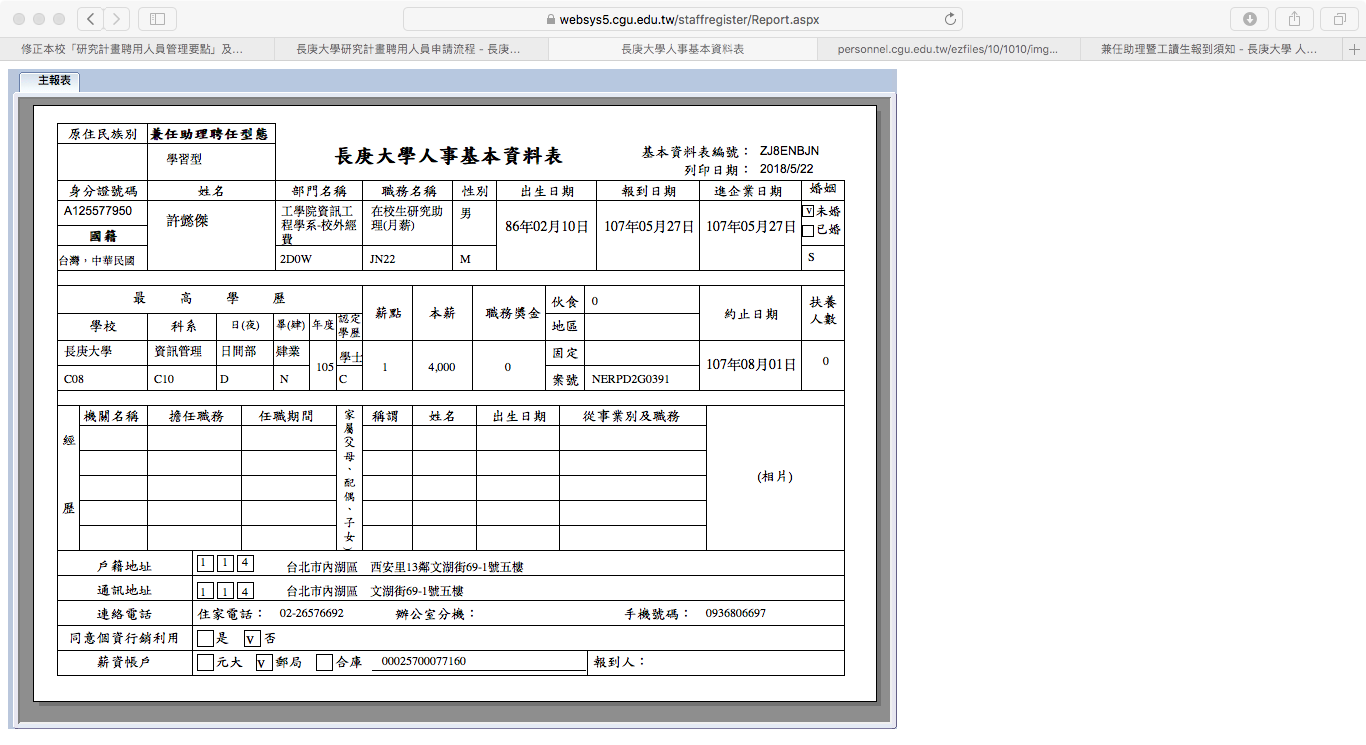 websys5.cgu.edu.tw/staffregister/Report.aspx
修正本校「研究計畫聘用人員管理要點」及...
長庚大學研究計畫聘用人員申請流程 - 長庚...
長庚大學人事基本資料表
personnel.cgu.edu.tw/ezfiles/10/1010/img...
兼任助理暨工讀生報到須知 - 長庚大學 人...
主報表
原住民族別 兼任助理聘任型態
學習型
長庚大學人事基本資料表
基本資料表編號： ZJ8ENBJN
列印日期： 2018/5/22
身分證號碼 姓名 部門名稱 職務名稱 性別 出生日期 報到日期 進企業日期 婚姻
A125577950 許懿傑 工學院資訊工程學系-校外經費 在校生研究助理(月薪) 男 86年02月10日 107年05月27日 107年05月27日 v未婚
已婚
國籍
台灣，中華民國 2D0W JN22 M S
最高學歷 薪點 本薪 職務獎金 伙食 0 約止日期 扶養人數
學校 科系 日(夜) 畢(肄) 年度 認定學歷 地區
長庚大學 資訊管理 日間部 肄業 105 學士 1 4,000 0 固定 107年08月01日 0
C08 C10 D N C 案號 NERPD2G0391
經歷 機關名稱 擔任職務 任職期間 家屬父母、配偶、子女 稱謂 姓名 出生日期 從事業別及職務
(相片)
戶籍地址 1 1 4 台北市內湖區 西安里13鄰文湖街69-1號五樓
通訊地址 1 1 4 台北市內湖區 文湖街69-1號五樓
連絡電話 住家電話： 02-26576692 辦公室分機： 手機號碼： 0936806697
同意個資行銷利用 是 v 否
薪資帳戶 元大 v 郵局 合庫 00025700077160 報到人：